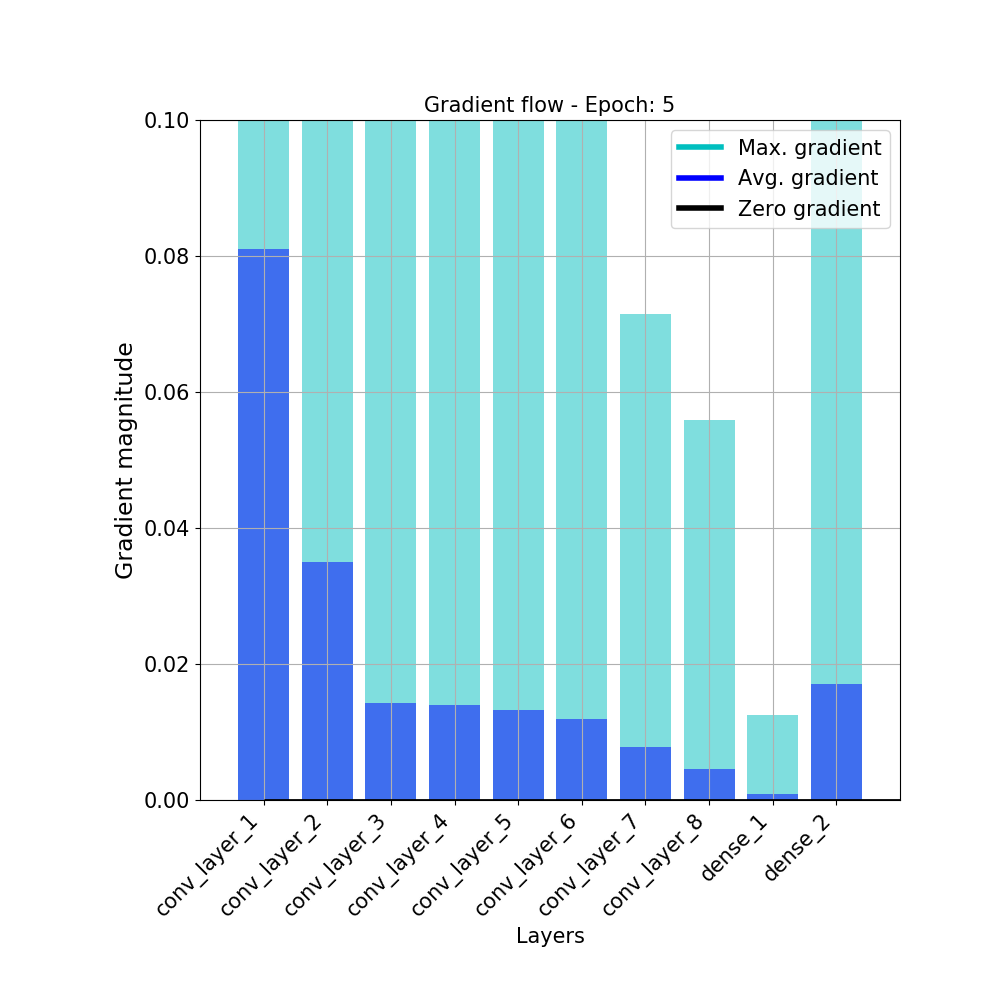 Gradient flow - Epoch: 5
Max. gradient
Avg. gradient
Zero gradient
Gradient magnitude
0.10
0.08
0.06
0.04
0.02
0.00
conv_layer_1
conv_layer_2
conv_layer_3
conv_layer_4
conv_layer_5
conv_layer_6
conv_layer_7
conv_layer_8
dense_1
dense_2
Layers